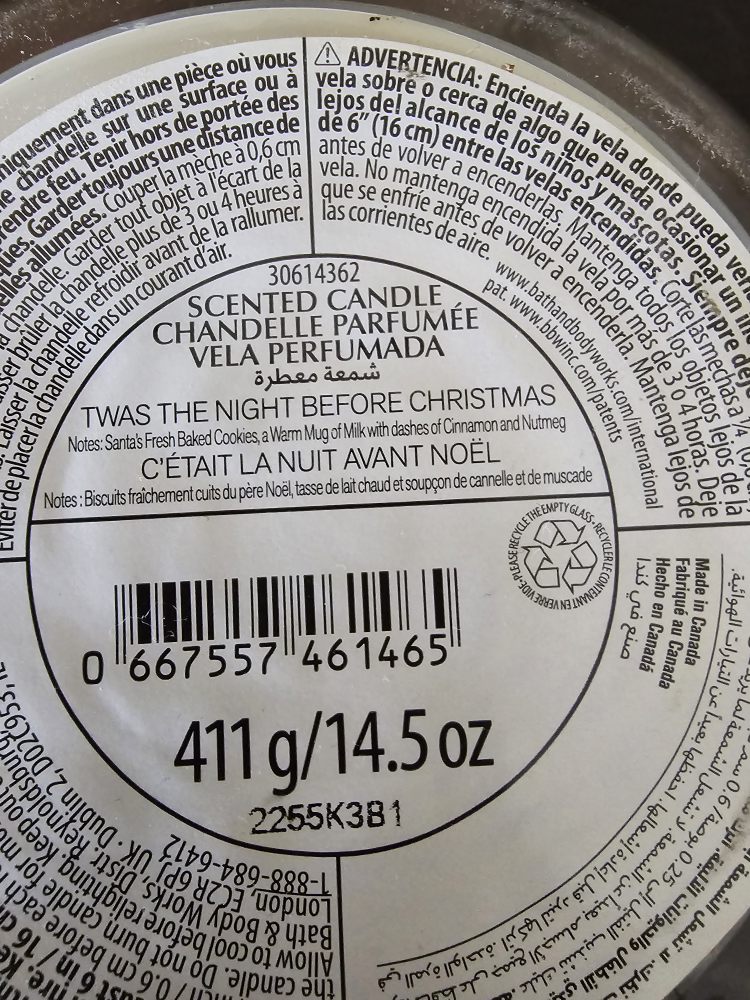 niquement dans une pièce où vous
e chandelle sur une surface ou à
rendre feu. Tenir hors de portée des
ques. Garder toujours une distance de
elles allumées. Couper la mèche à 0,6 cm
la chandelle. Garder tout objet à l'écart de la
aisser brûler la chandelle plus de 3 ou 4 heures à
s. Laisser la chandelle refroidir avant de la rallumer.
Éviter de placer la chandelle dans un courant d'air.
⚠ ADVERTENCIA: Encienda la vela donde pueda ver
vela sobre o cerca de algo que pueda ocasionar un
lejos del alcance de los niños y mascotas. Siempre dej
de 6" (16 cm) entre las velas encendidas. Corte las mechas a 1/4
antes de volver a encenderlas. Mantenga todos los objetos lejos de la
vela. No mantenga encendida la vela por más de 3 o 4 horas. Deje
que se enfríe antes de volver a encenderla. Mantenga lejos de
las corrientes de aire.
www.bathandbodyworks.com/international
pat. www.bbwinc.com/patents
30614362
SCENTED CANDLE
CHANDELLE PARFUMÉE
VELA PERFUMADA
شمعة معطرة
TWAS THE NIGHT BEFORE CHRISTMAS
Notes: Santa's Fresh Baked Cookies, a Warm Mug of Milk with dashes of Cinnamon and Nutmeg
C'ÉTAIT LA NUIT AVANT NOËL
Notes : Biscuits fraîchement cuits du père Noël, tasse de lait chaud et soupçon de cannelle et de muscade
PLEASE RECYCLE THE EMPTY GLASS • RECYCLER LE CONTENANT EN VERRE VIDE •
Made in Canada
Fabriqué au Canada
Hecho en Canadá
صنع في كندا
0 667557 461465
411 g/14.5 oz
2255K3B1
the candle. Do not burn candle for mo
Allow to cool before relighting. Keep out
Bath & Body Works, Distr. Reynoldsburg,
London, EC2R 6PJ, UK · Dublin 2, D02C953,
1-888-684-6412